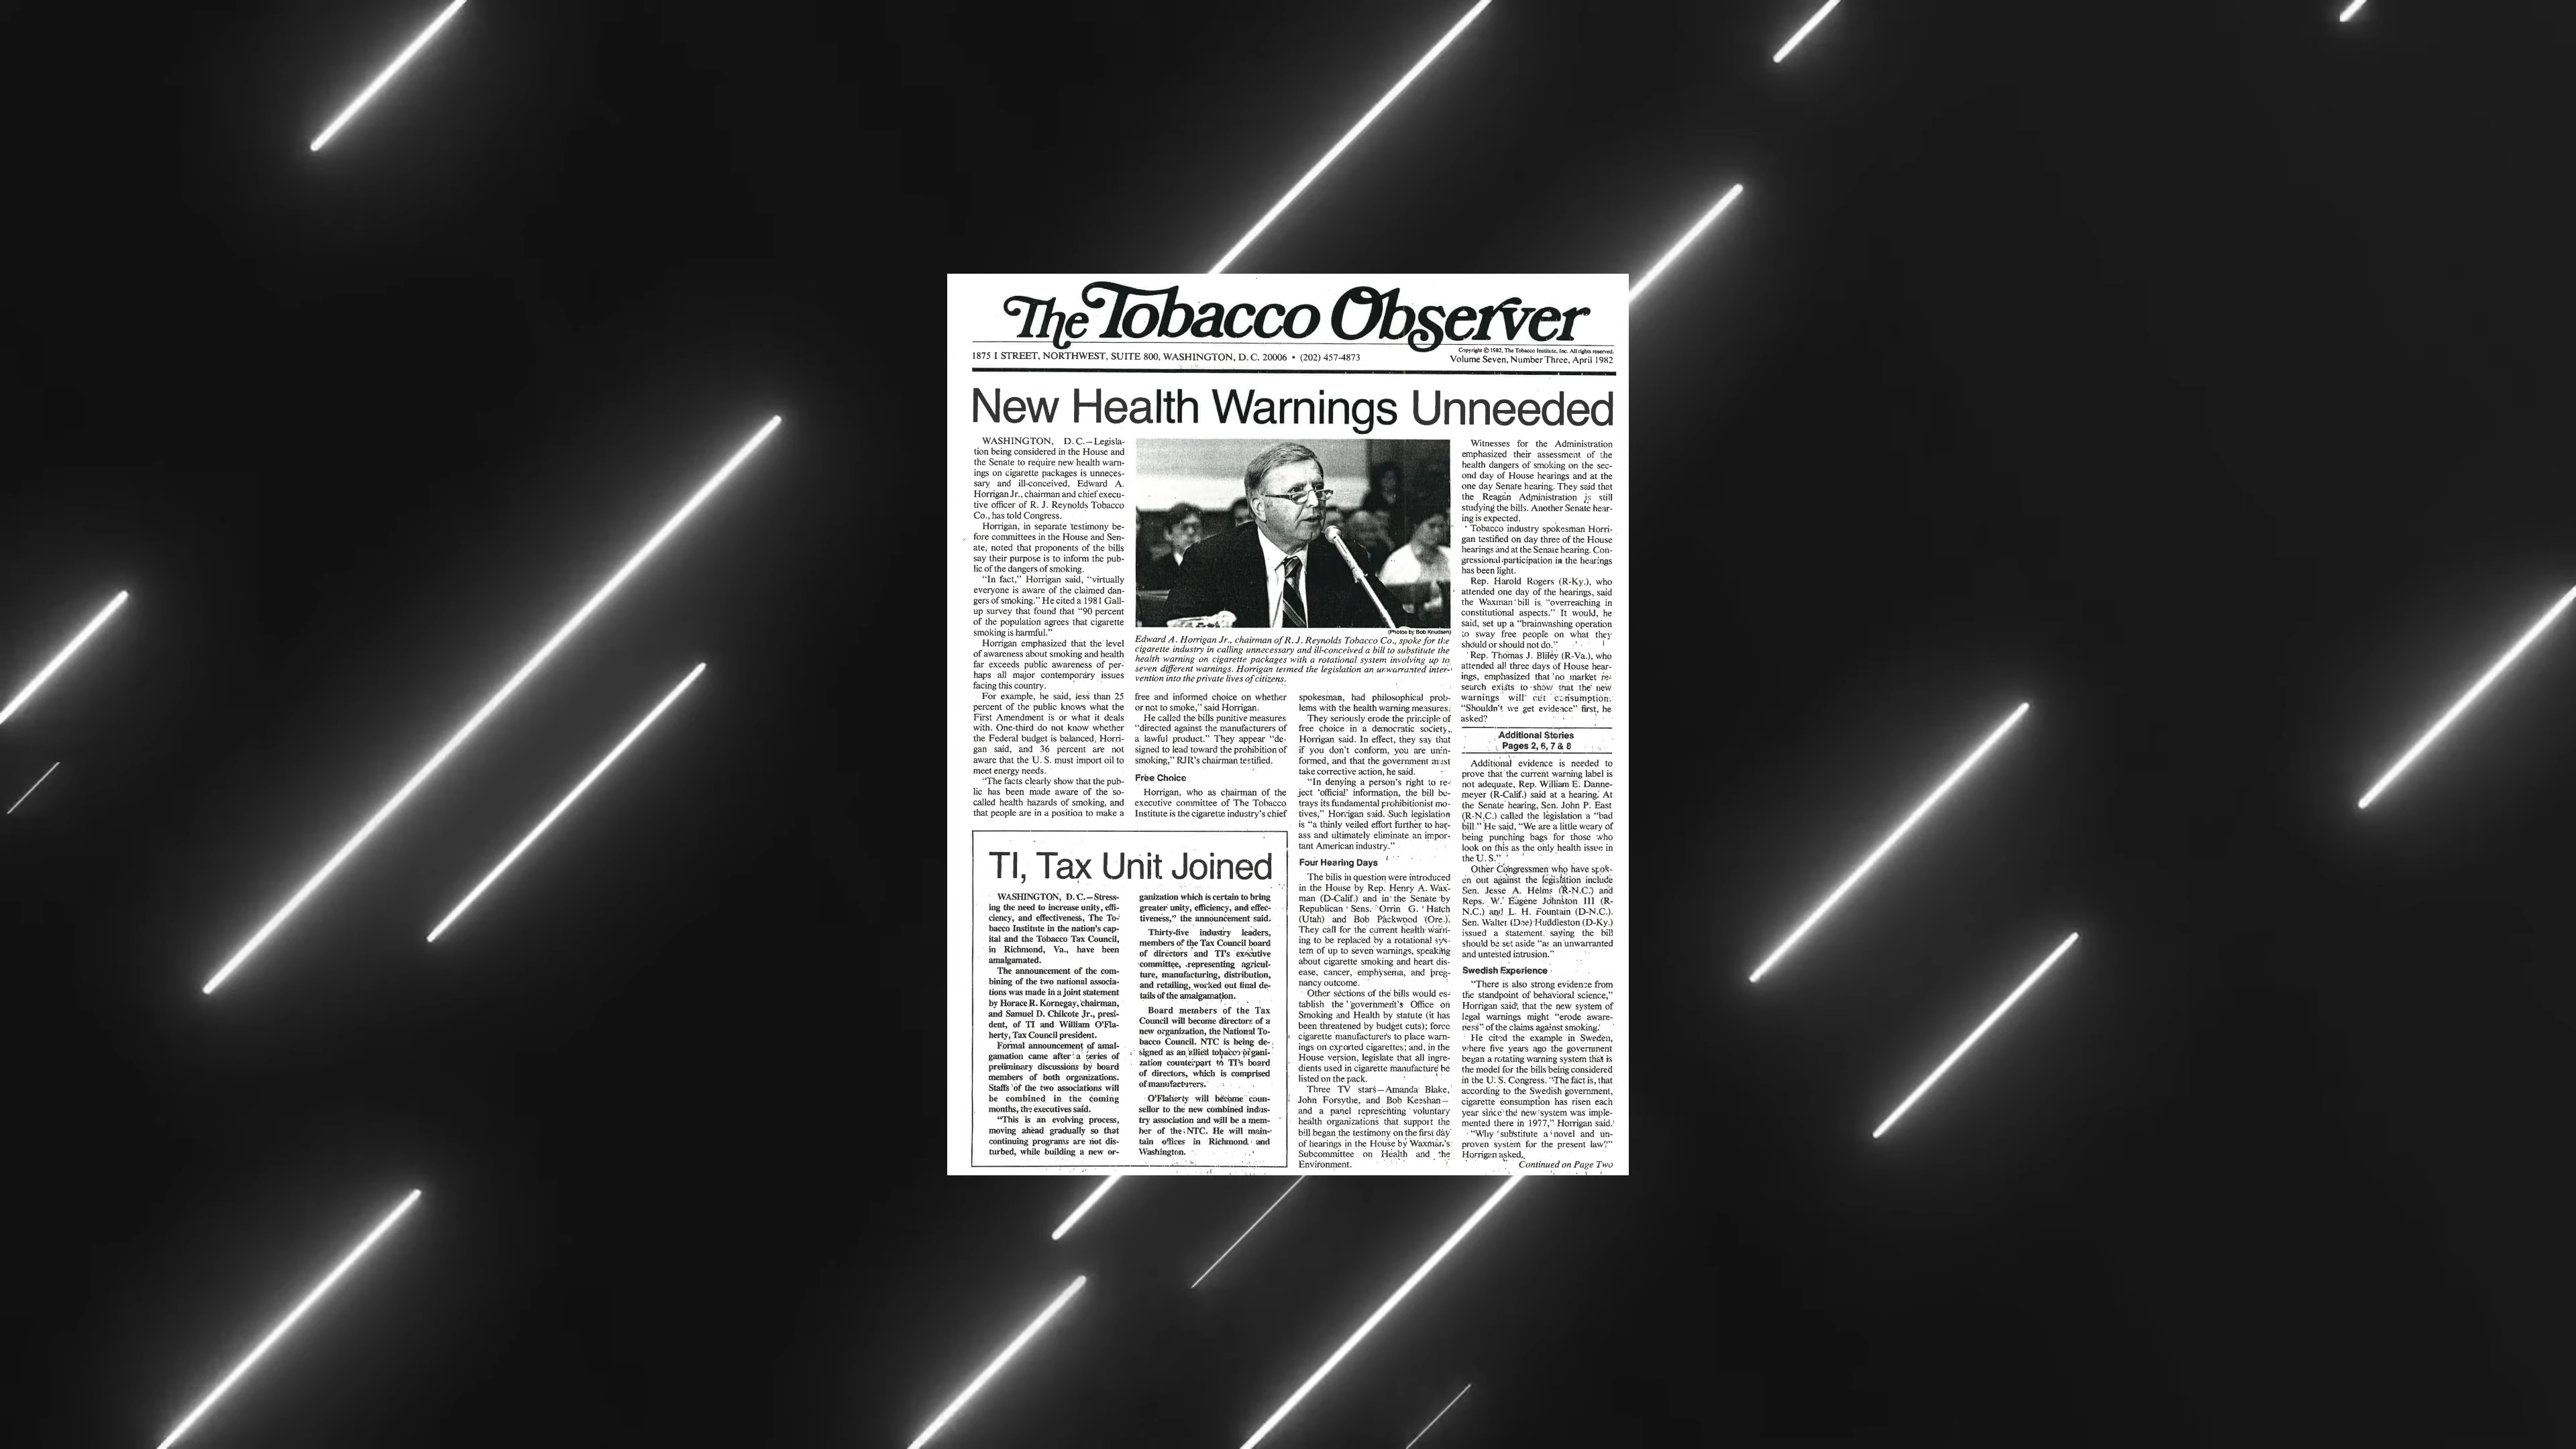 The Tobacco Observer
1875 I STREET, NORTHWEST, SUITE 800, WASHINGTON, D. C. 20006 • (202) 457-4873
Copyright © 1982, The Tobacco Institute, Inc. All rights reserved.
Volume Seven, Number Three, April 1982
New Health Warnings Unneeded
WASHINGTON, D.C.—Legisla-
tion being considered in the House and
the Senate to require new health warn-
ings on cigarette packages is unneces-
sary and ill-conceived, Edward A.
Horrigan Jr., chairman and chief execu-
tive officer of R. J. Reynolds Tobacco
Co., has told Congress.
Horrigan, in separate testimony be-
fore committees in the House and Sen-
ate, noted that proponents of the bills
say their purpose is to inform the pub-
lic of the dangers of smoking.
“In fact,” Horrigan said, “virtually
everyone is aware of the claimed dan-
gers of smoking.” He cited a 1981 Gall-
up survey that found that “90 percent
of the population agrees that cigarette
smoking is harmful.”
Horrigan emphasized that the level
of awareness about smoking and health
far exceeds public awareness of per-
haps all major contemporary issues
facing this country.
For example, he said, less than 25
percent of the public knows what the
First Amendment is or what it deals
with. One-third do not know whether
the Federal budget is balanced, Horri-
gan said, and 36 percent are not
aware that the U. S. must import oil to
meet energy needs.
“The facts clearly show that the pub-
lic has been made aware of the so-
called health hazards of smoking, and
that people are in a position to make a
(Photos by Bob Knudsen)
Edward A. Horrigan Jr., chairman of R. J. Reynolds Tobacco Co., spoke for the
cigarette industry in calling unnecessary and ill-conceived a bill to substitute the
health warning on cigarette packages with a rotational system involving up to
seven different warnings. Horrigan termed the legislation an unwarranted inter-
vention into the private lives of citizens.
free and informed choice on whether
or not to smoke,” said Horrigan.
He called the bills punitive measures
“directed against the manufacturers of
a lawful product.” They appear “de-
signed to lead toward the prohibition of
smoking,” RJR's chairman testified.
Free Choice
Horrigan, who as chairman of the
executive committee of The Tobacco
Institute is the cigarette industry's chief
spokesman, had philosophical prob-
lems with the health warning measures.
They seriously erode the principle of
free choice in a democratic society,
Horrigan said. In effect, they say that
if you don't conform, you are unin-
formed, and that the government must
take corrective action, he said.
“In denying a person's right to re-
ject ‘official’ information, the bill be-
trays its fundamental prohibitionist mo-
tives,” Horrigan said. Such legislation
is “a thinly veiled effort further to har-
ass and ultimately eliminate an impor-
tant American industry.”
Four Hearing Days
The bills in question were introduced
in the House by Rep. Henry A. Wax-
man (D-Calif.) and in the Senate by
Republican Sens. Orrin G. Hatch
(Utah) and Bob Packwood (Ore.).
They call for the current health warn-
ing to be replaced by a rotational sys-
tem of up to seven warnings, speaking
about cigarette smoking and heart dis-
ease, cancer, emphysema, and preg-
nancy outcome.
Other sections of the bills would es-
tablish the government's Office on
Smoking and Health by statute (it has
been threatened by budget cuts); force
cigarette manufacturers to place warn-
ings on exported cigarettes; and, in the
House version, legislate that all ingre-
dients used in cigarette manufacture be
listed on the pack.
Three TV stars—Amanda Blake,
John Forsythe, and Bob Keeshan—
and a panel representing voluntary
health organizations that support the
bill began the testimony on the first day
of hearings in the House by Waxman's
Subcommittee on Health and the
Environment.
Witnesses for the Administration
emphasized their assessment of the
health dangers of smoking on the sec-
ond day of House hearings and at the
one day Senate hearing. They said that
the Reagan Administration is still
studying the bills. Another Senate hear-
ing is expected.
Tobacco industry spokesman Horri-
gan testified on day three of the House
hearings and at the Senate hearing. Con-
gressional participation in the hearings
has been light.
Rep. Harold Rogers (R-Ky.), who
attended one day of the hearings, said
the Waxman bill is “overreaching in
constitutional aspects.” It would, he
said, set up a “brainwashing operation
to sway free people on what they
should or should not do.”
Rep. Thomas J. Bliley (R-Va.), who
attended all three days of House hear-
ings, emphasized that no market re-
search exists to show that the new
warnings will cut consumption.
“Shouldn't we get evidence” first, he
asked?
Additional Stories
Pages 2, 6, 7 & 8
Additional evidence is needed to
prove that the current warning label is
not adequate, Rep. William E. Danne-
meyer (R-Calif.) said at a hearing. At
the Senate hearing, Sen. John P. East
(R-N.C.) called the legislation a “bad
bill.” He said, “We are a little weary of
being punching bags for those who
look on this as the only health issue in
the U. S.”
Other Congressmen who have spok-
en out against the legislation include
Sen. Jesse A. Helms (R-N.C.) and
Reps. W. Eugene Johnston III (R-
N.C.) and L. H. Fountain (D-N.C.).
Sen. Walter (Dee) Huddleston (D-Ky.)
issued a statement saying the bill
should be set aside “as an unwarranted
and untested intrusion.”
Swedish Experience
“There is also strong evidence from
the standpoint of behavioral science,”
Horrigan said, that the new system of
legal warnings might “erode aware-
ness” of the claims against smoking.
He cited the example in Sweden,
where five years ago the government
began a rotating warning system that is
the model for the bills being considered
in the U. S. Congress. “The fact is, that
according to the Swedish government,
cigarette consumption has risen each
year since the new system was imple-
mented there in 1977,” Horrigan said.
“Why substitute a novel and un-
proven system for the present law?”
Horrigan asked.
Continued on Page Two
TI, Tax Unit Joined
WASHINGTON, D.C.—Stress-
ing the need to increase unity, effi-
ciency, and effectiveness, The To-
bacco Institute in the nation's cap-
ital and the Tobacco Tax Council,
in Richmond, Va., have been
amalgamated.
The announcement of the com-
bining of the two national associa-
tions was made in a joint statement
by Horace R. Kornegay, chairman,
and Samuel D. Chilcote Jr., presi-
dent, of TI and William O'Fla-
herty, Tax Council president.
Formal announcement of amal-
gamation came after a series of
preliminary discussions by board
members of both organizations.
Staffs of the two associations will
be combined in the coming
months, the executives said.
“This is an evolving process,
moving ahead gradually so that
continuing programs are not dis-
turbed, while building a new or-
ganization which is certain to bring
greater unity, efficiency, and effec-
tiveness,” the announcement said.
Thirty-five industry leaders,
members of the Tax Council board
of directors and TI's executive
committee, representing agricul-
ture, manufacturing, distribution,
and retailing, worked out final de-
tails of the amalgamation.
Board members of the Tax
Council will become directors of a
new organization, the National To-
bacco Council. NTC is being de-
signed as an allied tobacco organi-
zation counterpart to TI's board
of directors, which is comprised
of manufacturers.
O'Flaherty will become coun-
sellor to the new combined indus-
try association and will be a mem-
ber of the NTC. He will main-
tain offices in Richmond and
Washington.